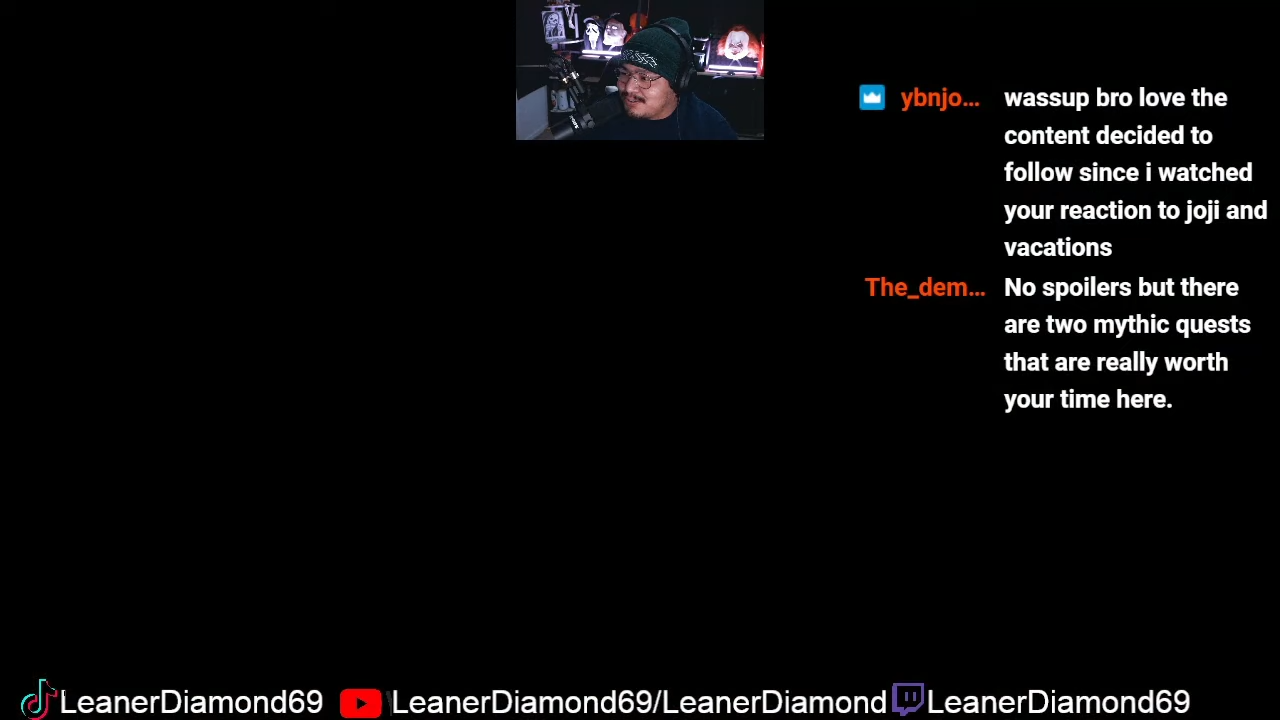 ybnjo... wassup bro love the
content decided to
follow since i watched
your reaction to joji and
vacations
The_dem... No spoilers but there
are two mythic quests
that are really worth
your time here.
LeanerDiamond69 LeanerDiamond69/LeanerDiamond LeanerDiamond69